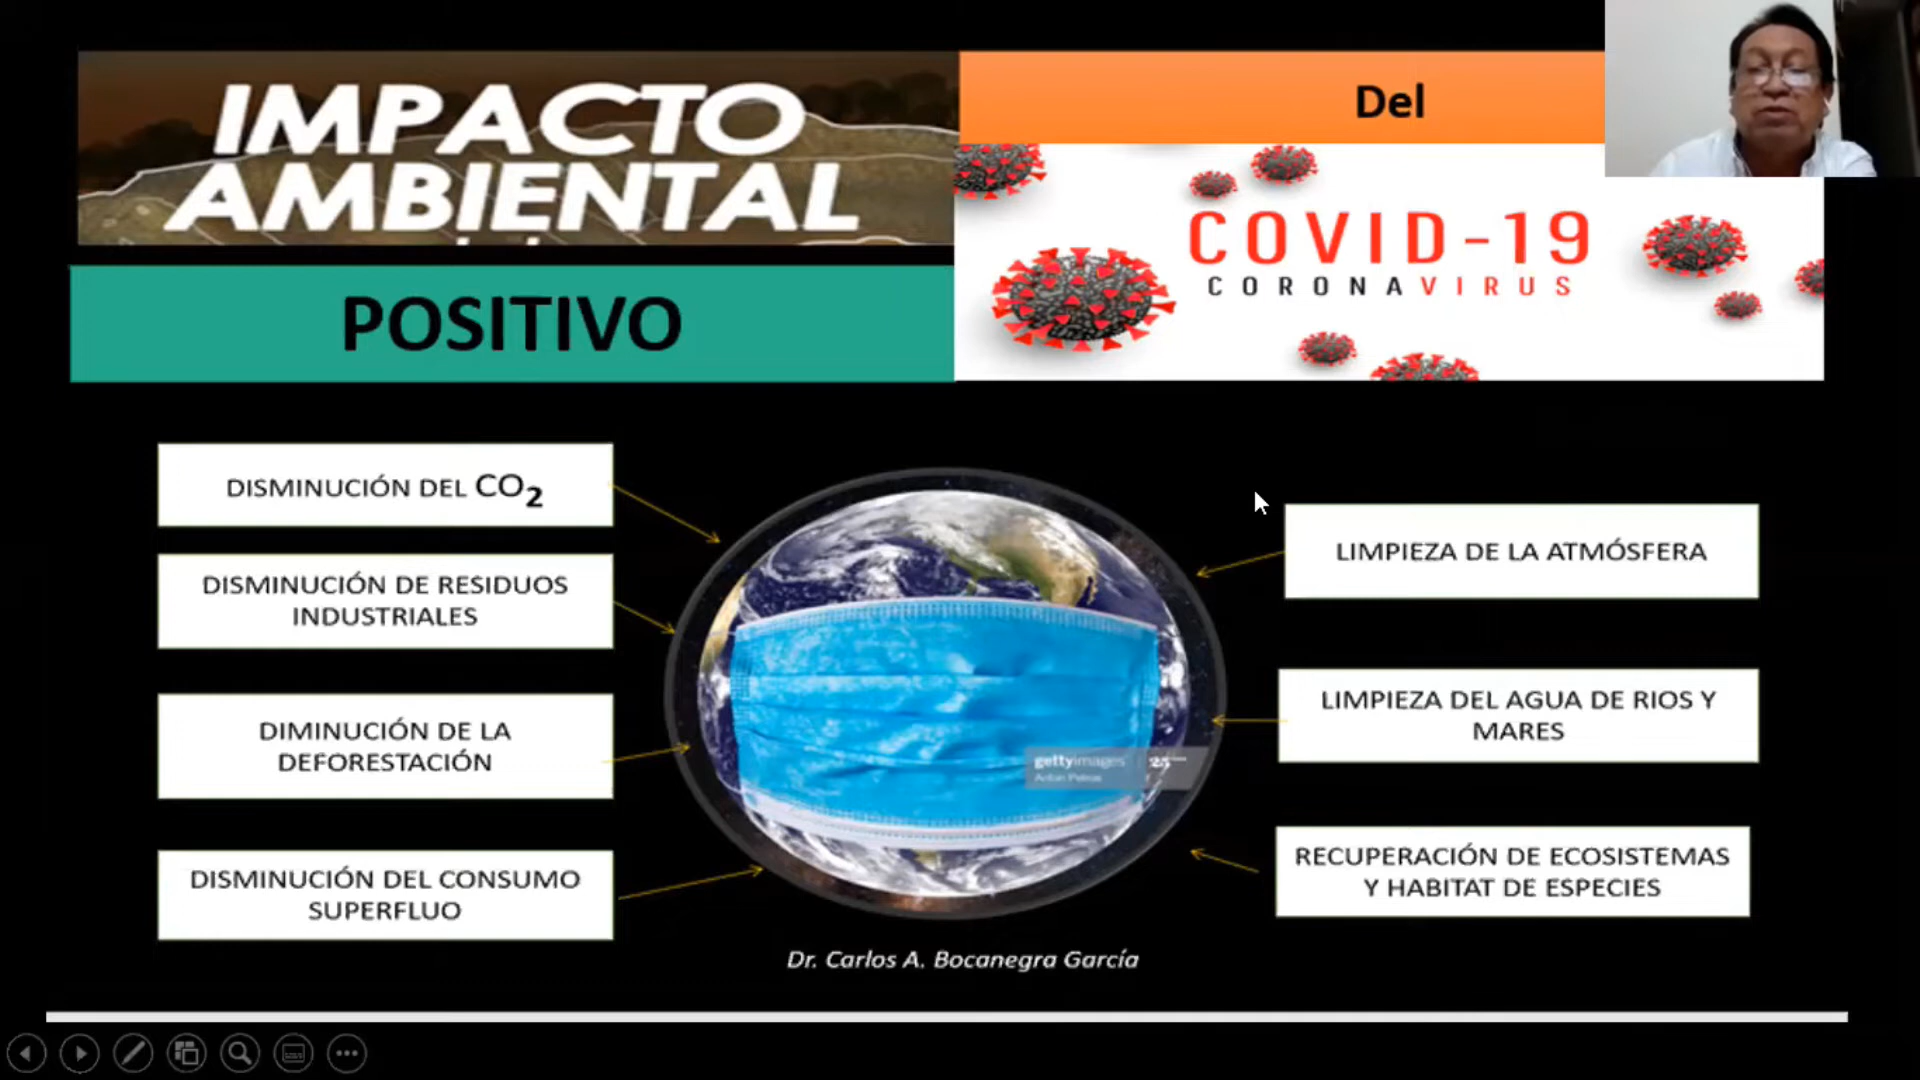 IMPACTO
AMBIENTAL
POSITIVO
Del
COVID-19
CORONAVIRUS
DISMINUCIÓN DEL CO2
DISMINUCIÓN DE RESIDUOS
INDUSTRIALES
DIMINUCIÓN DE LA
DEFORESTACIÓN
DISMINUCIÓN DEL CONSUMO
SUPERFLUO
LIMPIEZA DE LA ATMÓSFERA
LIMPIEZA DEL AGUA DE RIOS Y
MARES
RECUPERACIÓN DE ECOSISTEMAS
Y HABITAT DE ESPECIES
gettyimages
Dr. Carlos A. Bocanegra García